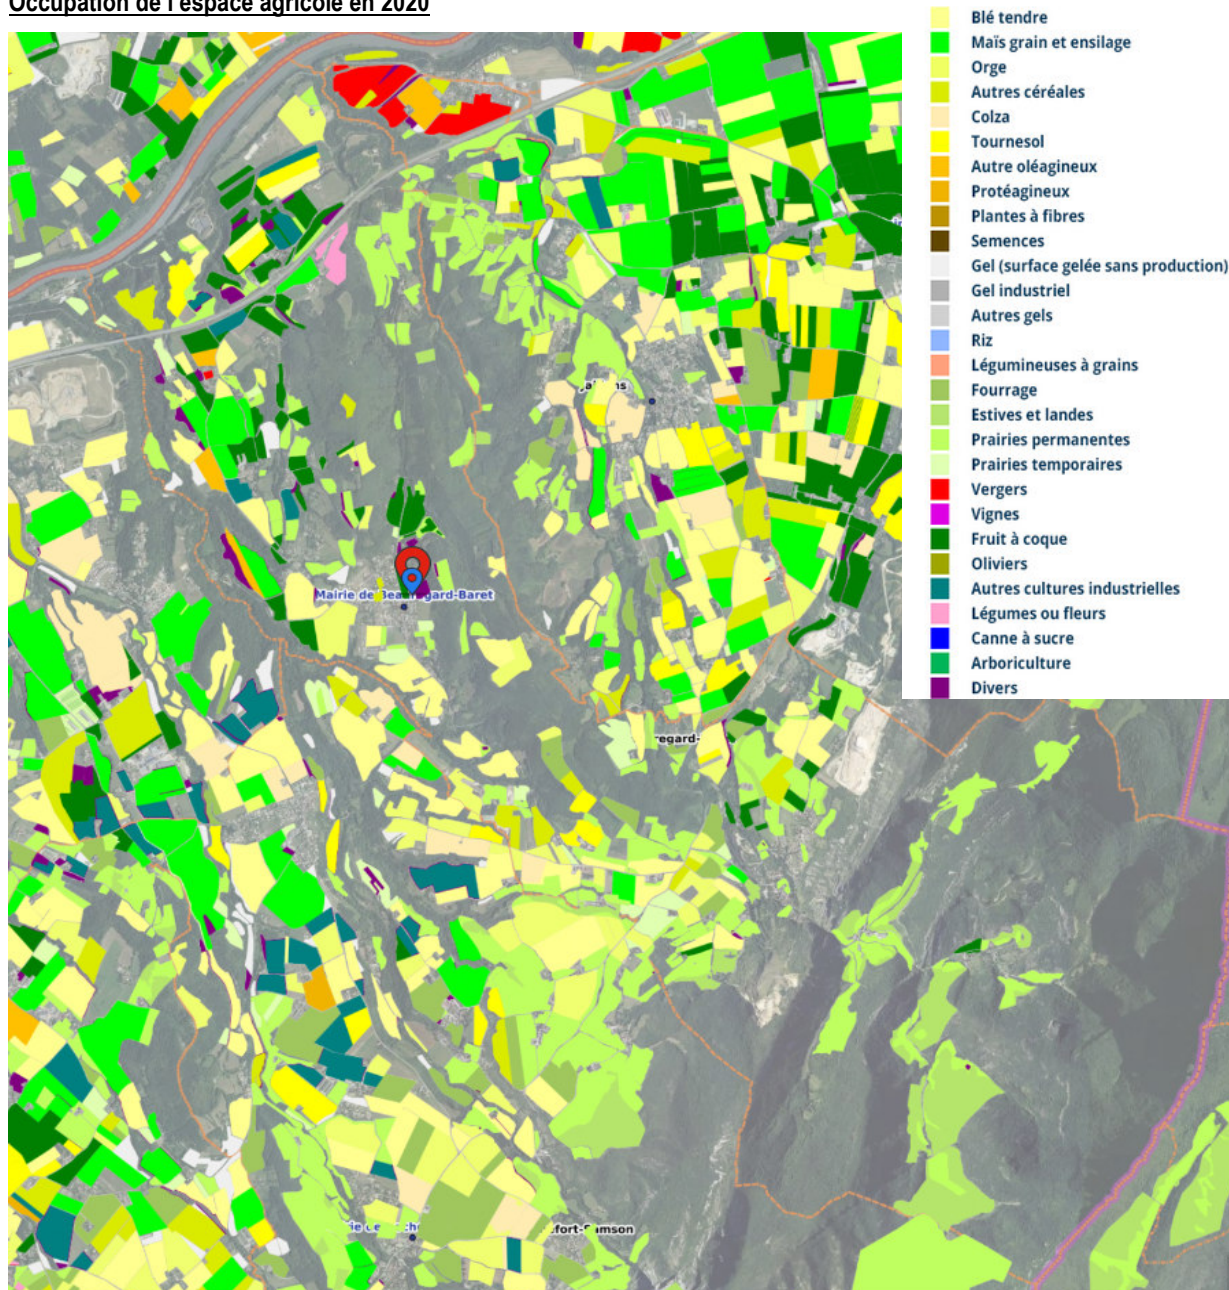 Occupation de l'espace agricole en 2020
Blé tendre
Maïs grain et ensilage
Orge
Autres céréales
Colza
Tournesol
Autre oléagineux
Protéagineux
Plantes à fibres
Semences
Gel (surface gelée sans production)
Gel industriel
Autres gels
Riz
Légumineuses à grains
Fourrage
Estives et landes
Prairies permanentes
Prairies temporaires
Vergers
Vignes
Fruit à coque
Oliviers
Autres cultures industrielles
Légumes ou fleurs
Canne à sucre
Arboriculture
Divers
Mairie de